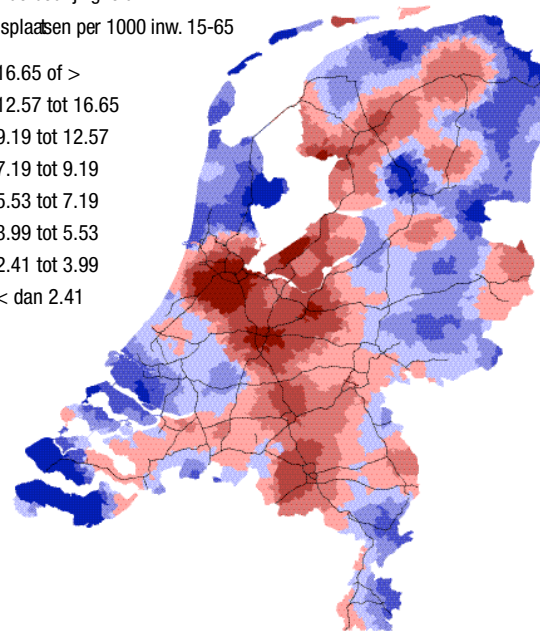 splaatsen per 1000 inw. 15-65
16.65 of >
12.57 tot 16.65
9.19 tot 12.57
7.19 tot 9.19
5.53 tot 7.19
3.99 tot 5.53
2.41 tot 3.99
< dan 2.41